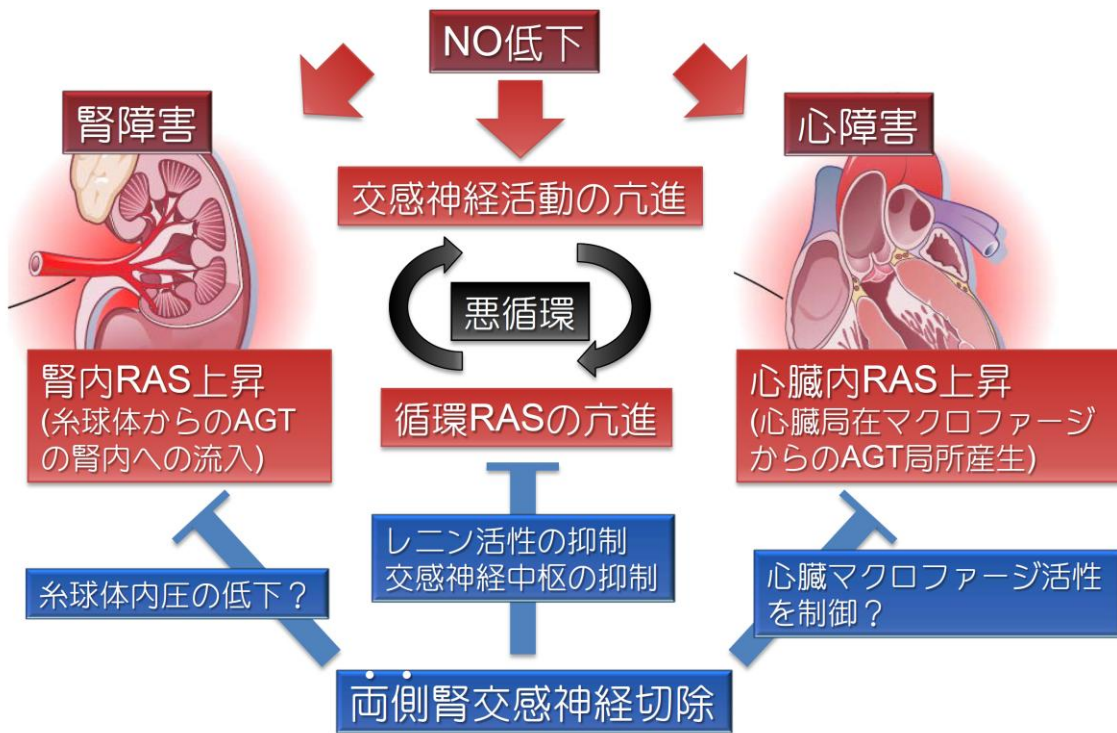 NO低下
腎障害
心障害
交感神経活動の亢進
悪循環
腎内RAS上昇
(糸球体からのAGT
の腎内への流入)
循環RASの亢進
心臓内RAS上昇
(心臓局在マクロファージ
からのAGT局所産生)
糸球体内圧の低下？
レニン活性の抑制
交感神経中枢の抑制
心臓マクロファージ活性
を制御？
両側腎交感神経切除